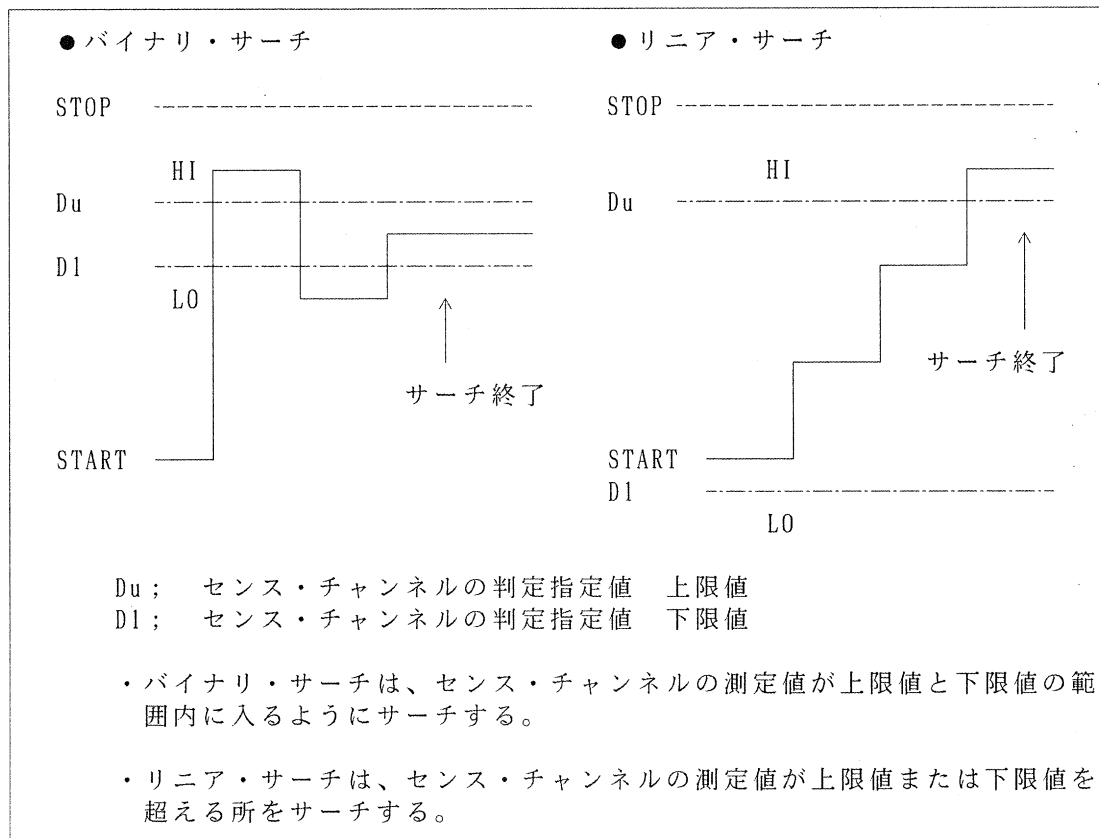 ●バイナリ・サーチ
STOP
HI
Du
Dl
LO
サーチ終了
START
●リニア・サーチ
STOP
HI
Du
サーチ終了
START
Dl
LO
Du； センス・チャンネルの判定指定値 上限値
Dl； センス・チャンネルの判定指定値 下限値
・バイナリ・サーチは、センス・チャンネルの測定値が上限値と下限値の範
囲内に入るようにサーチする。
・リニア・サーチは、センス・チャンネルの測定値が上限値または下限値を
超える所をサーチする。